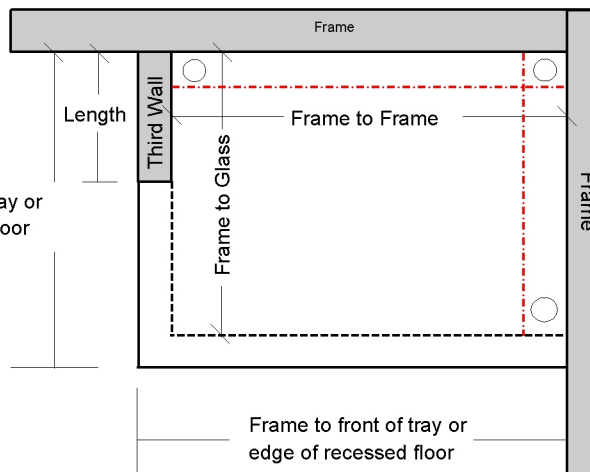 Frame
Length
Third Wall
Frame to Frame
Frame to Glass
Frame
Frame to front of tray or
edge of recessed floor